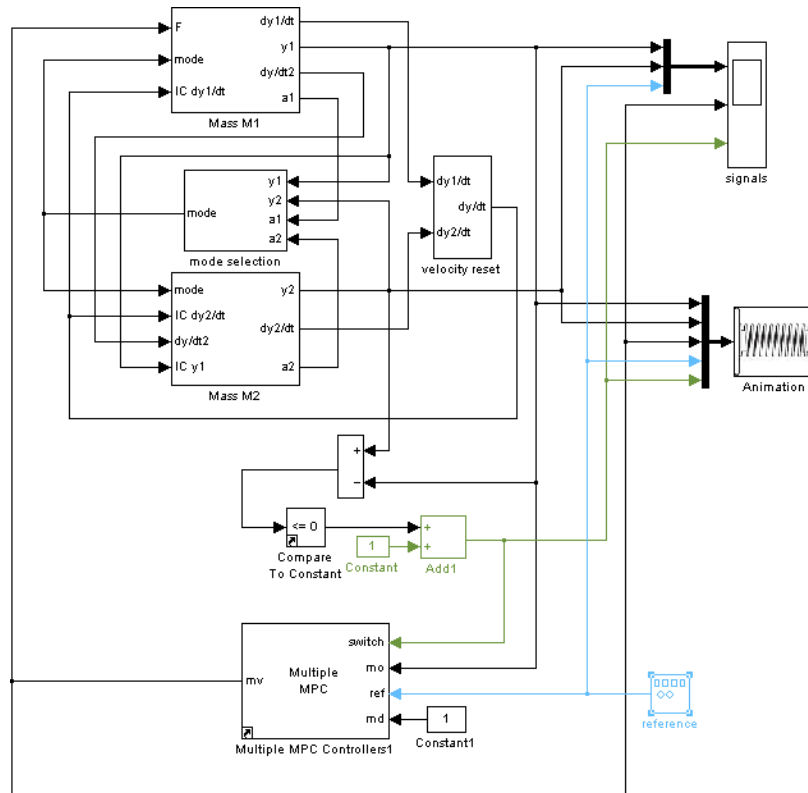 F
mode
IC dy1/dt
dy1/dt
y1
dy/dt2
a1
Mass M1
signals
mode
y1
y2
a1
a2
mode selection
dy1/dt
dy2/dt
dy/dt
velocity reset
mode
IC dy2/dt
dy/dt2
IC y1
y2
dy2/dt
a2
Mass M2
Animation
+
−
<= 0
Compare
To Constant
1
Constant
+
+
Add1
mv
Multiple
MPC
switch
mo
ref
md
Multiple MPC Controllers1
1
Constant1
reference